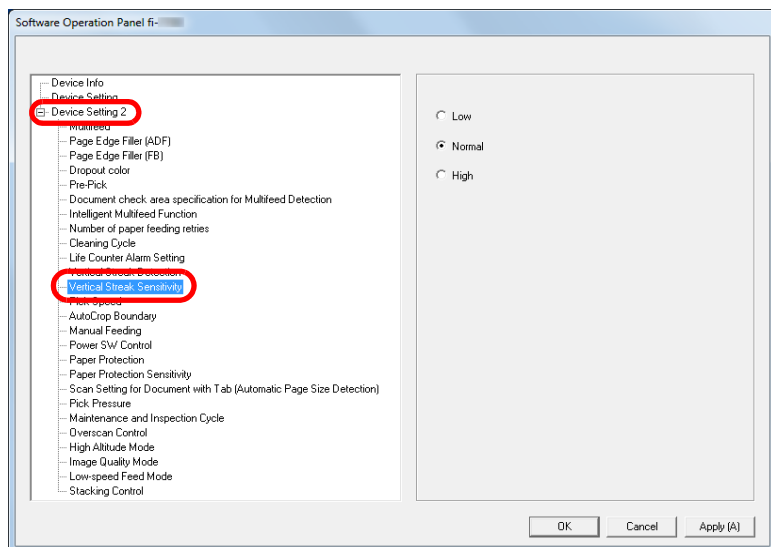 Software Operation Panel fi-
Device Info
Device Setting
Device Setting 2
Multifeed
Page Edge Filler (ADF)
Page Edge Filler (FB)
Dropout color
Pre-Pick
Document check area specification for Multifeed Detection
Intelligent Multifeed Function
Number of paper feeding retries
Cleaning Cycle
Life Counter Alarm Setting
Vertical Streak Detection
Vertical Streak Sensitivity
Pick Speed
AutoCrop Boundary
Manual Feeding
Power SW Control
Paper Protection
Paper Protection Sensitivity
Scan Setting for Document with Tab (Automatic Page Size Detection)
Pick Pressure
Maintenance and Inspection Cycle
Overscan Control
High Altitude Mode
Image Quality Mode
Low-speed Feed Mode
Stacking Control
Low
Normal
High
OK
Cancel
Apply (A)